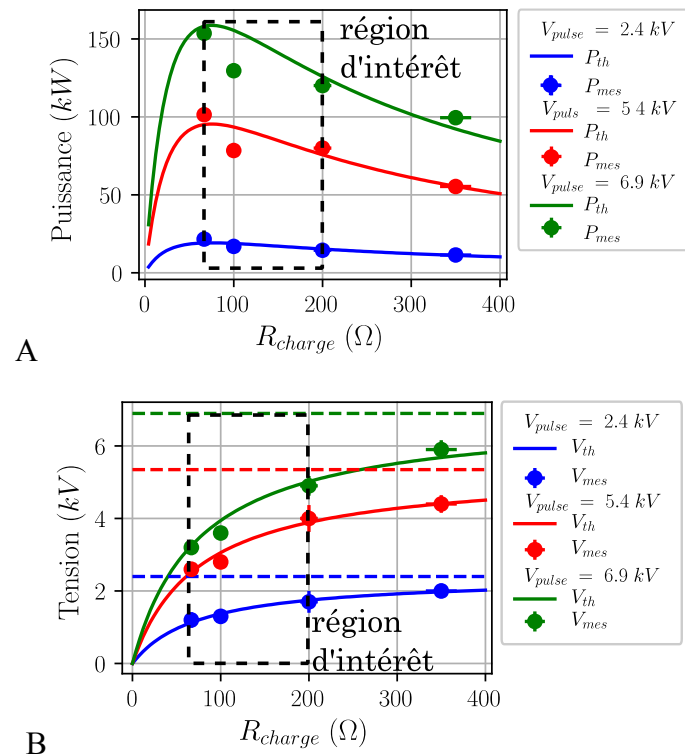 région
d'intérêt
150
100
50
0
Puissance (kW)
0
100
200
300
400
R_charge (Ω)
V_pulse = 2.4 kV
P_th
P_mes
V_puls = 5 4 kV
P_th
P_mes
V_pulse = 6.9 kV
P_th
P_mes
A
6
4
2
0
Tension (kV)
région
d'intérêt
0
100
200
300
400
R_charge (Ω)
V_pulse = 2.4 kV
V_th
V_mes
V_pulse = 5.4 kV
V_th
V_mes
V_pulse = 6.9 kV
V_th
V_mes
B